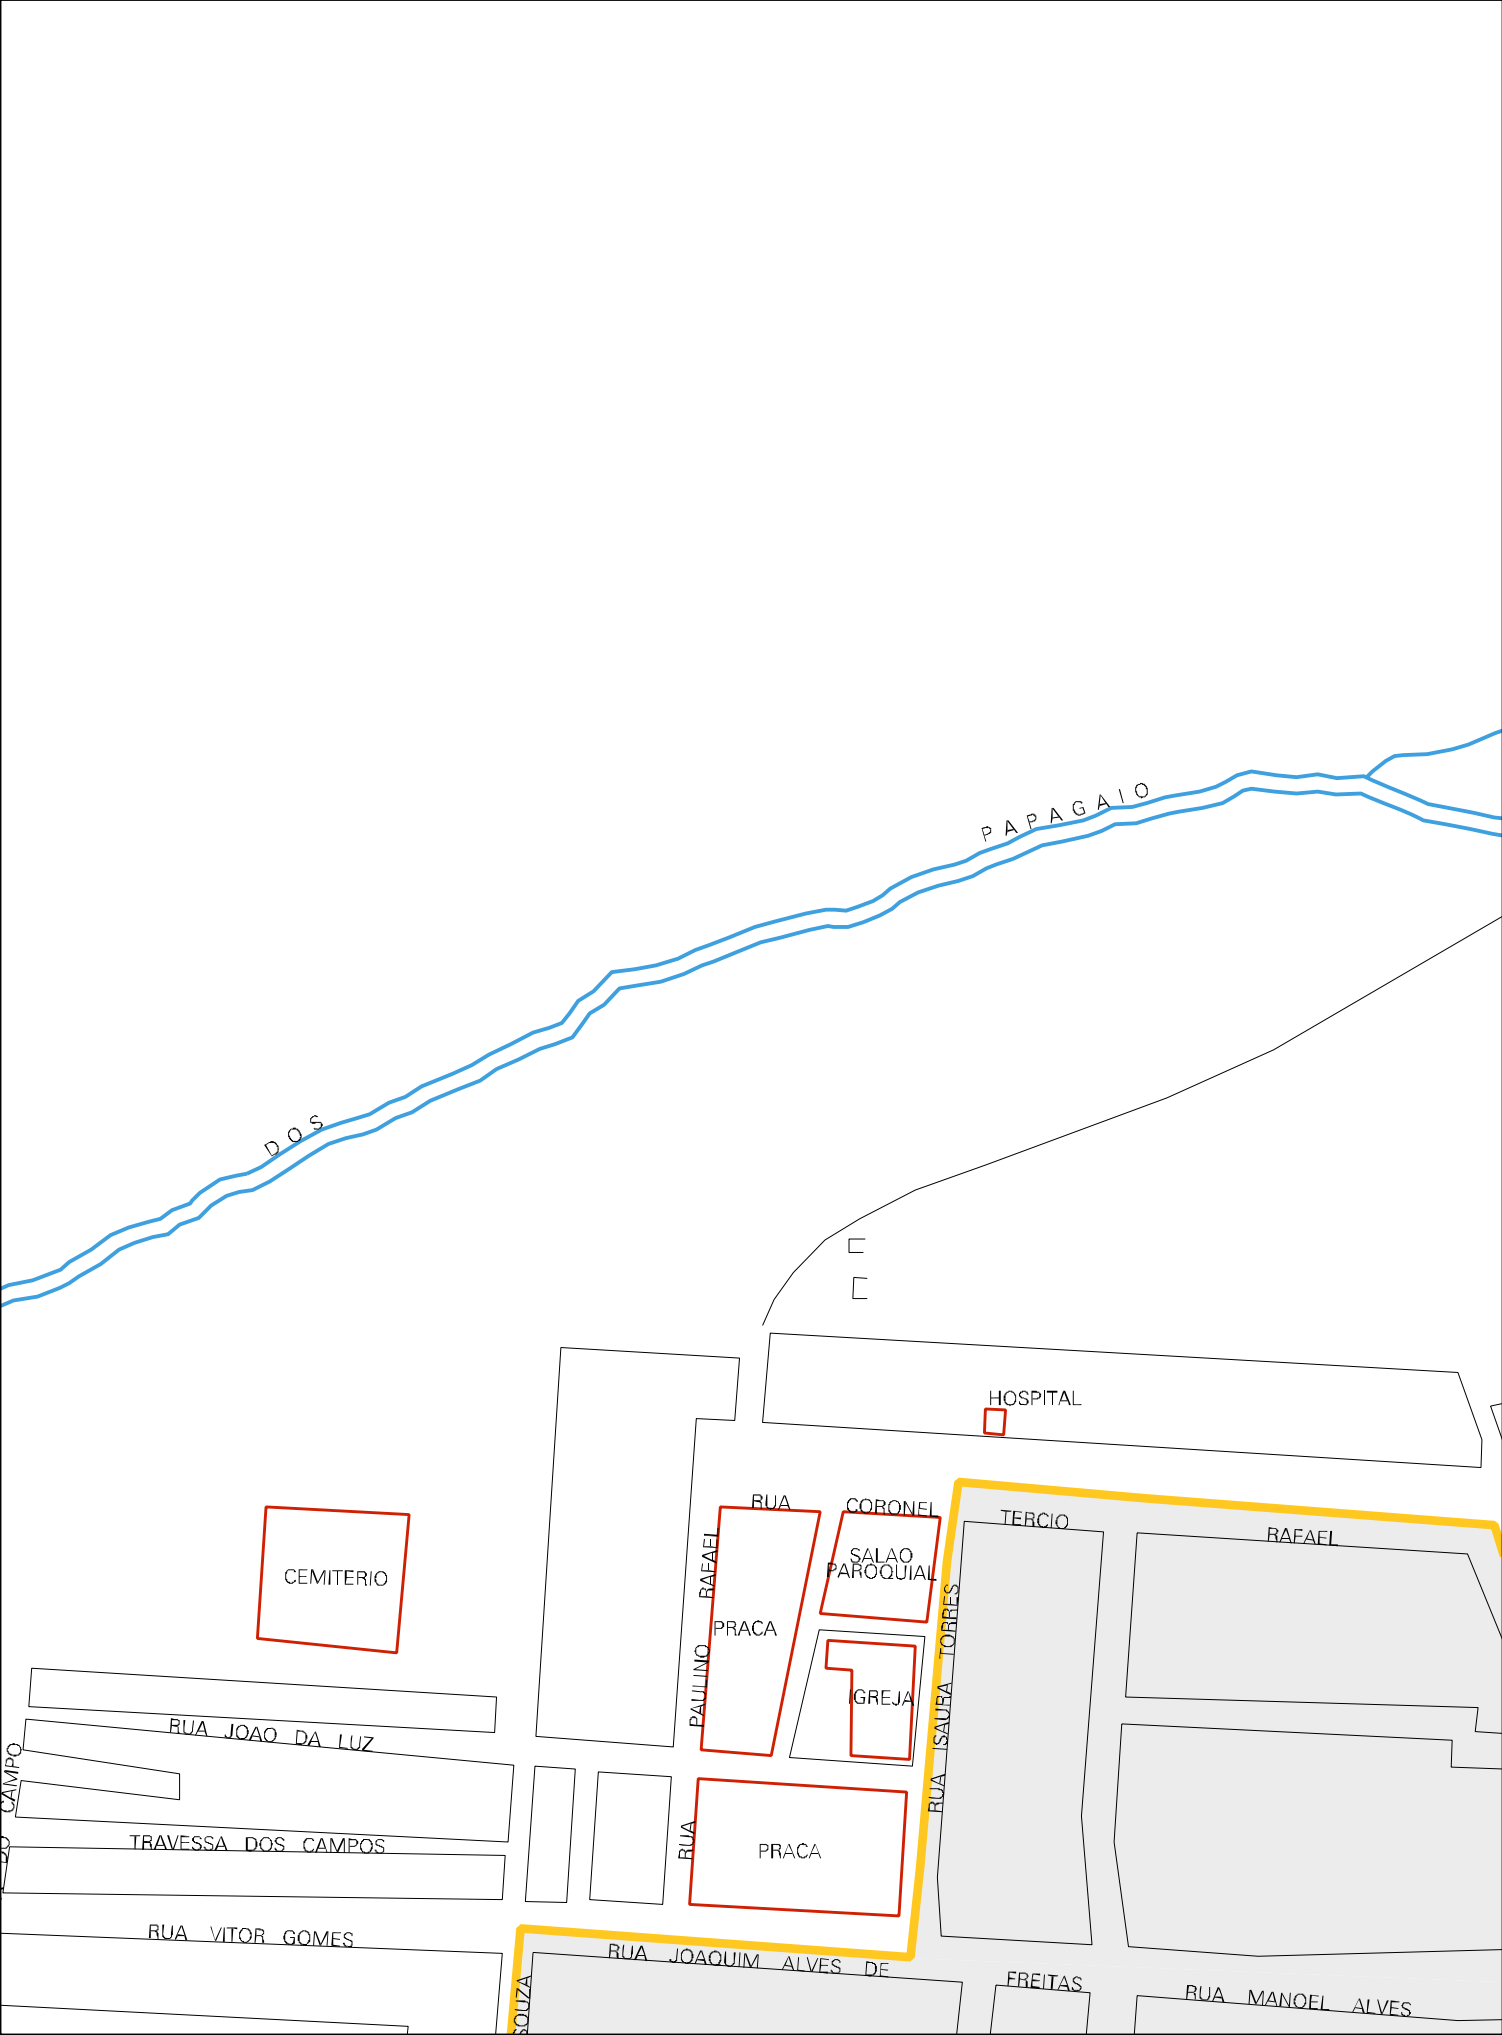 PAPAGAIO
DOS
HOSPITAL
RUA CORONEL TERCIO RAFAEL
SALAO
PAROQUIAL
CEMITERIO
PRACA
IGREJA
RUA PAULINO RAFAEL
RUA ISAURA TORRES
RUA JOAO DA LUZ
CAMPO
DO
TRAVESSA DOS CAMPOS
PRACA
RUA VITOR GOMES
RUA JOAQUIM ALVES DE FREITAS
SOUZA
RUA MANOEL ALVES